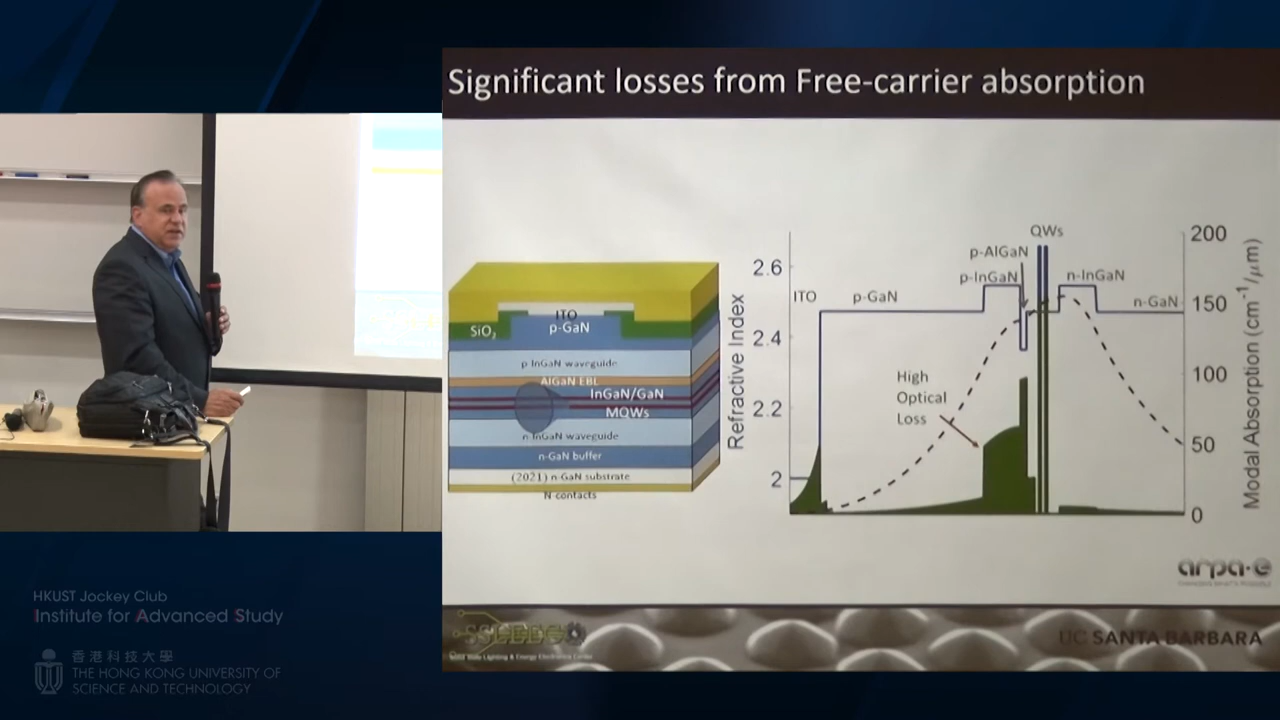 Significant losses from Free-carrier absorption
ITO
p-GaN
SiO2
p-InGaN waveguide
AlGaN EBL
InGaN/GaN
MQWs
n-InGaN waveguide
n-GaN buffer
(2021) n-GaN substrate
N-contacts
Refractive Index
2.6
2.4
2.2
2
ITO
p-GaN
p-AlGaN
p-InGaN
QWs
n-InGaN
n-GaN
High
Optical
Loss
200
150
100
50
0
Modal Absorption (cm⁻¹/μm)
arpa·e
UC SANTA BARBARA
HKUST Jockey Club
Institute for Advanced Study
香港科技大學
THE HONG KONG UNIVERSITY OF
SCIENCE AND TECHNOLOGY